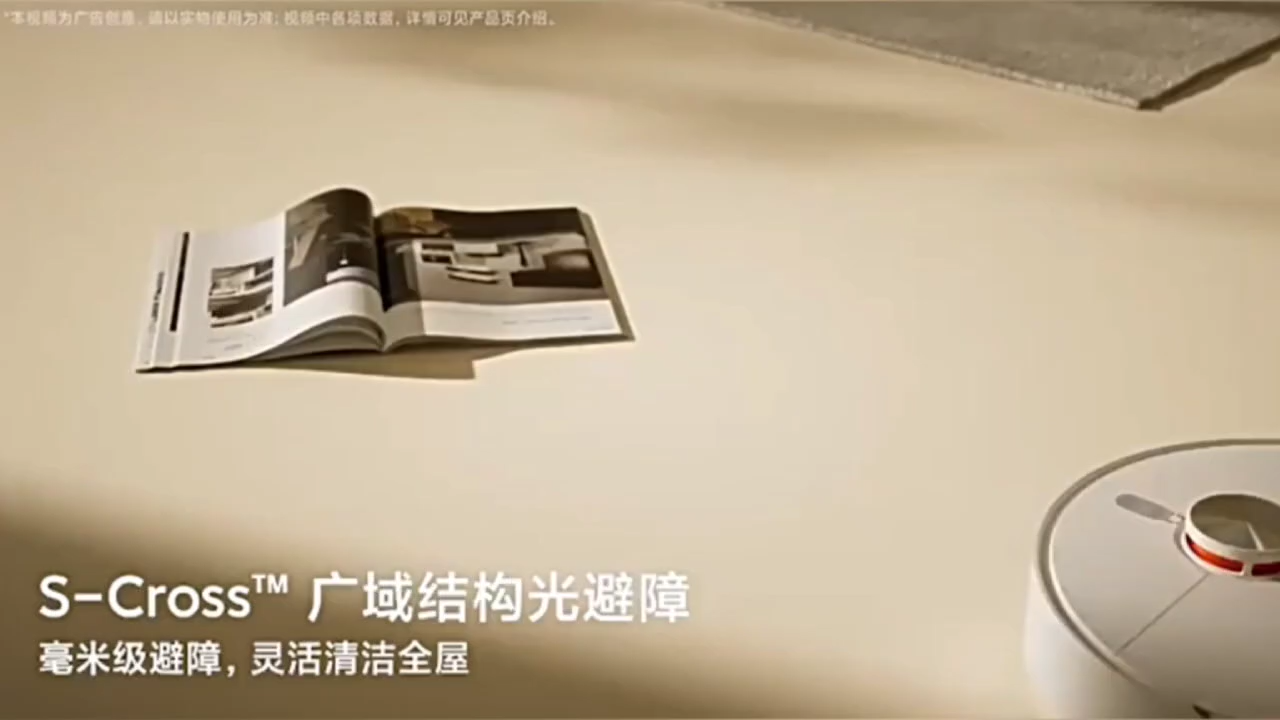 *本视频为广告创意，请以实物使用为准；视频中各项数据，详情可见产品页介绍。
S-Cross™ 广域结构光避障
毫米级避障，灵活清洁全屋